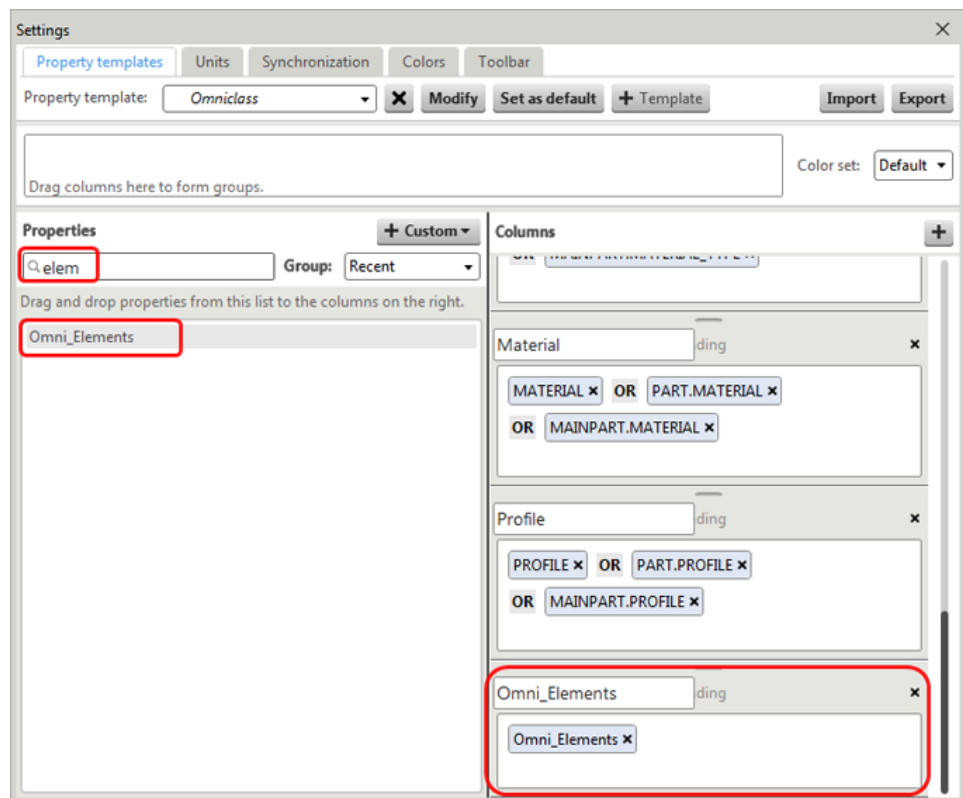 Settings
Property templates Units Synchronization Colors Toolbar
Property template: Omniclass Modify Set as default + Template Import Export
Drag columns here to form groups.
Color set: Default
Properties + Custom
elem Group: Recent
Drag and drop properties from this list to the columns on the right.
Omni_Elements
Columns
Material ding
MATERIAL OR PART.MATERIAL
OR MAINPART.MATERIAL
Profile ding
PROFILE OR PART.PROFILE
OR MAINPART.PROFILE
Omni_Elements ding
Omni_Elements